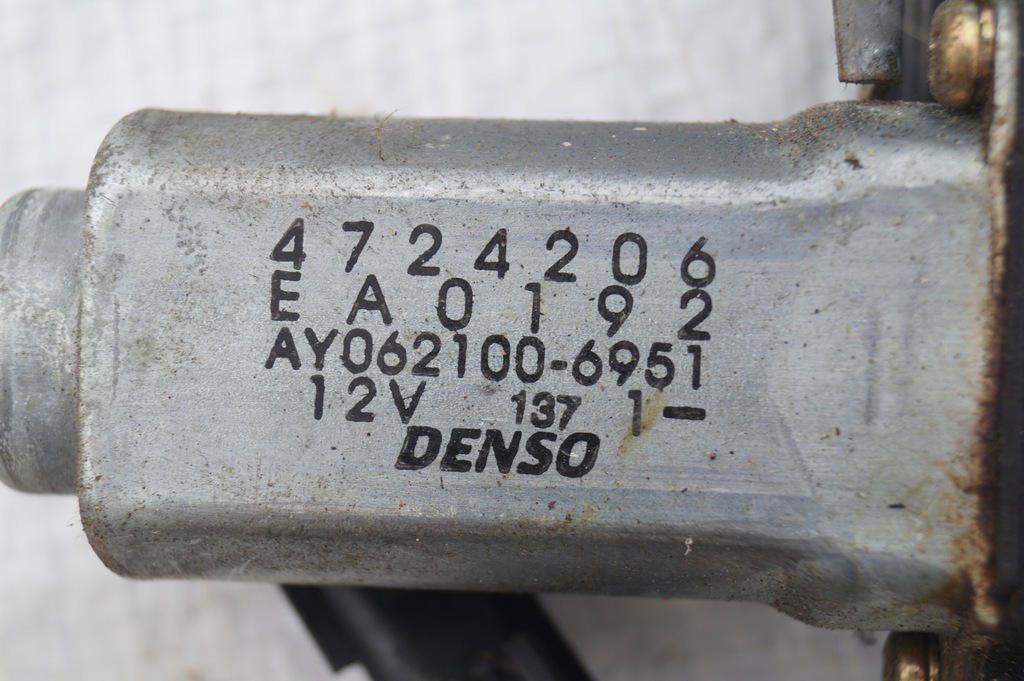 4724206
EA0192
AY062100-6951
12V 137 1-
DENSO